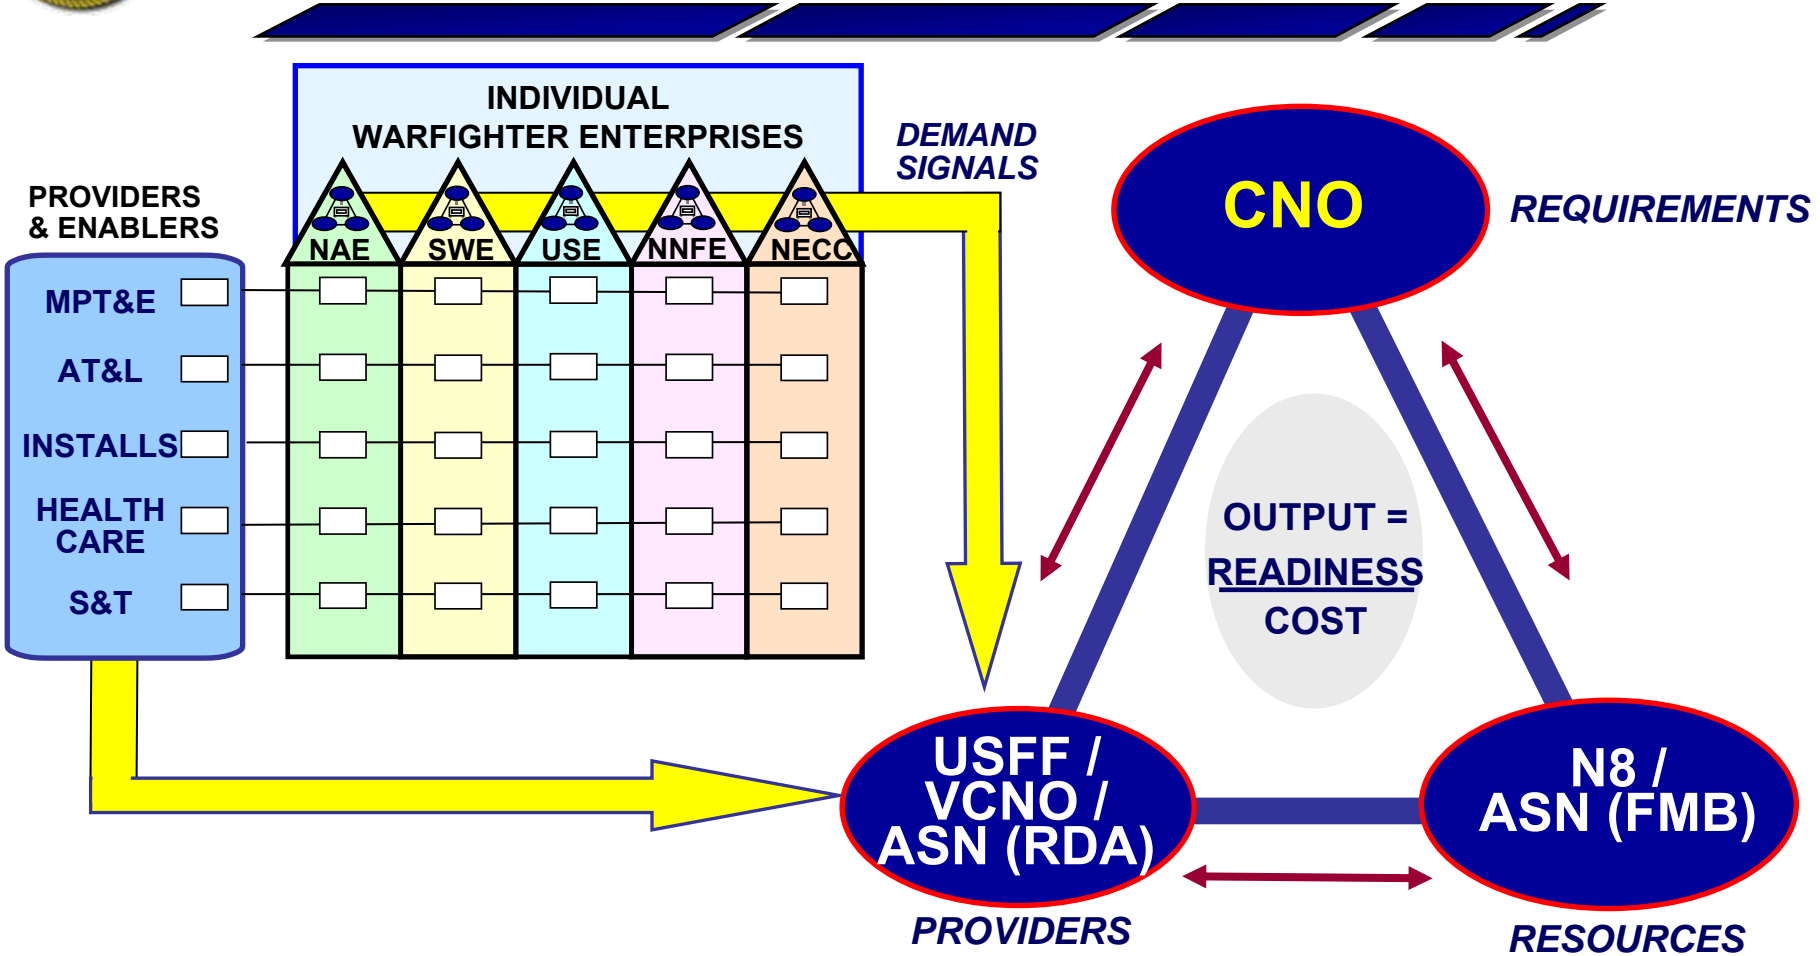 INDIVIDUAL
WARFIGHTER ENTERPRISES
DEMAND
SIGNALS
PROVIDERS
& ENABLERS
NAE
SWE
USE
NNFE
NECC
MPT&E
AT&L
INSTALLS
HEALTH
CARE
S&T
CNO
REQUIREMENTS
OUTPUT =
READINESS
COST
USFF /
VCNO /
ASN (RDA)
PROVIDERS
N8 /
ASN (FMB)
RESOURCES